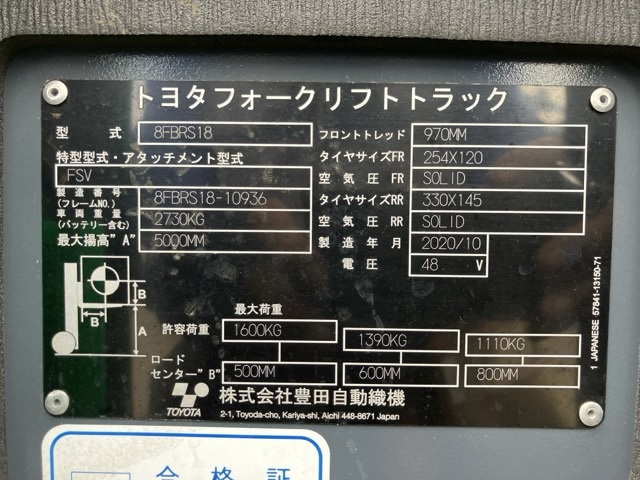 トヨタフォークリフトトラック
型 式 8FBRS18
特型型式・アタッチメント型式
FSV
製造番号
(フレームNO.) 8FBRS18-10936
車両重量
(バッテリー含む) 2730KG
最大揚高"A" 5000MM
フロントトレッド 970MM
タイヤサイズFR 254X120
空気圧FR SOLID
タイヤサイズRR 330X145
空気圧RR SOLID
製造年月 2020/10
電圧 48 V
B
B
A
最大荷重
許容荷重 1600KG 1390KG 1110KG
ロード
センター"B" 500MM 600MM 800MM
TOYOTA
株式会社豊田自動織機
2-1, Toyoda-cho, Kariya-shi, Aichi 448-8671 Japan
1 JAPANESE 57841-13150-71
合格証